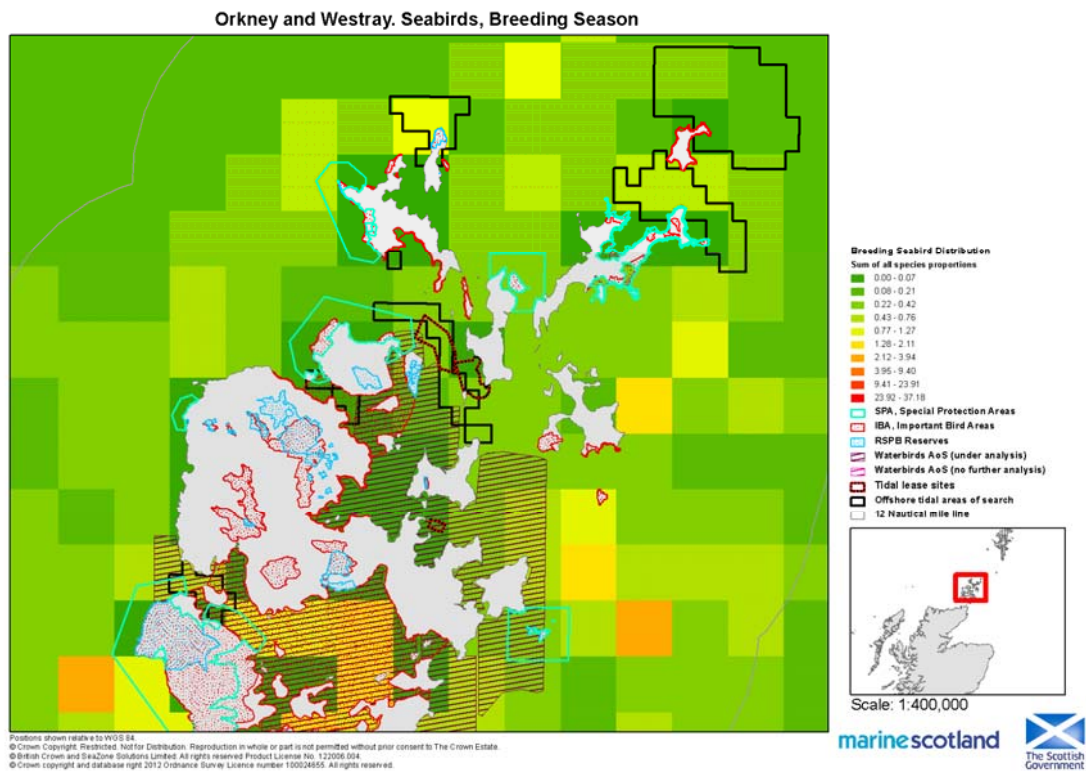 Orkney and Westray. Seabirds, Breeding Season
Breeding Seabird Distribution
Sum of all species proportions
0.00 - 0.07
0.08 - 0.21
0.22 - 0.42
0.43 - 0.76
0.77 - 1.27
1.28 - 2.11
2.12 - 3.94
3.95 - 9.40
9.41 - 23.91
23.92 - 37.18
SPA, Special Protection Areas
IBA, Important Bird Areas
RSPB Reserves
Waterbirds AoS (under analysis)
Waterbirds AoS (no further analysis)
Tidal lease sites
Offshore tidal areas of search
12 Nautical mile line
Scale: 1:400,000
Positions shown relative to WGS 84.
© Crown Copyright. Restricted. Not for Distribution. Reproduction in whole or part is not permitted without prior consent to The Crown Estate.
© British Crown and SeaZone Solutions Limited. All rights reserved Product License No. 122006.004.
© Crown copyright and database right 2012 Ordnance Survey Licence number 100024655. All rights reserved.
marinescotland
The Scottish
Government